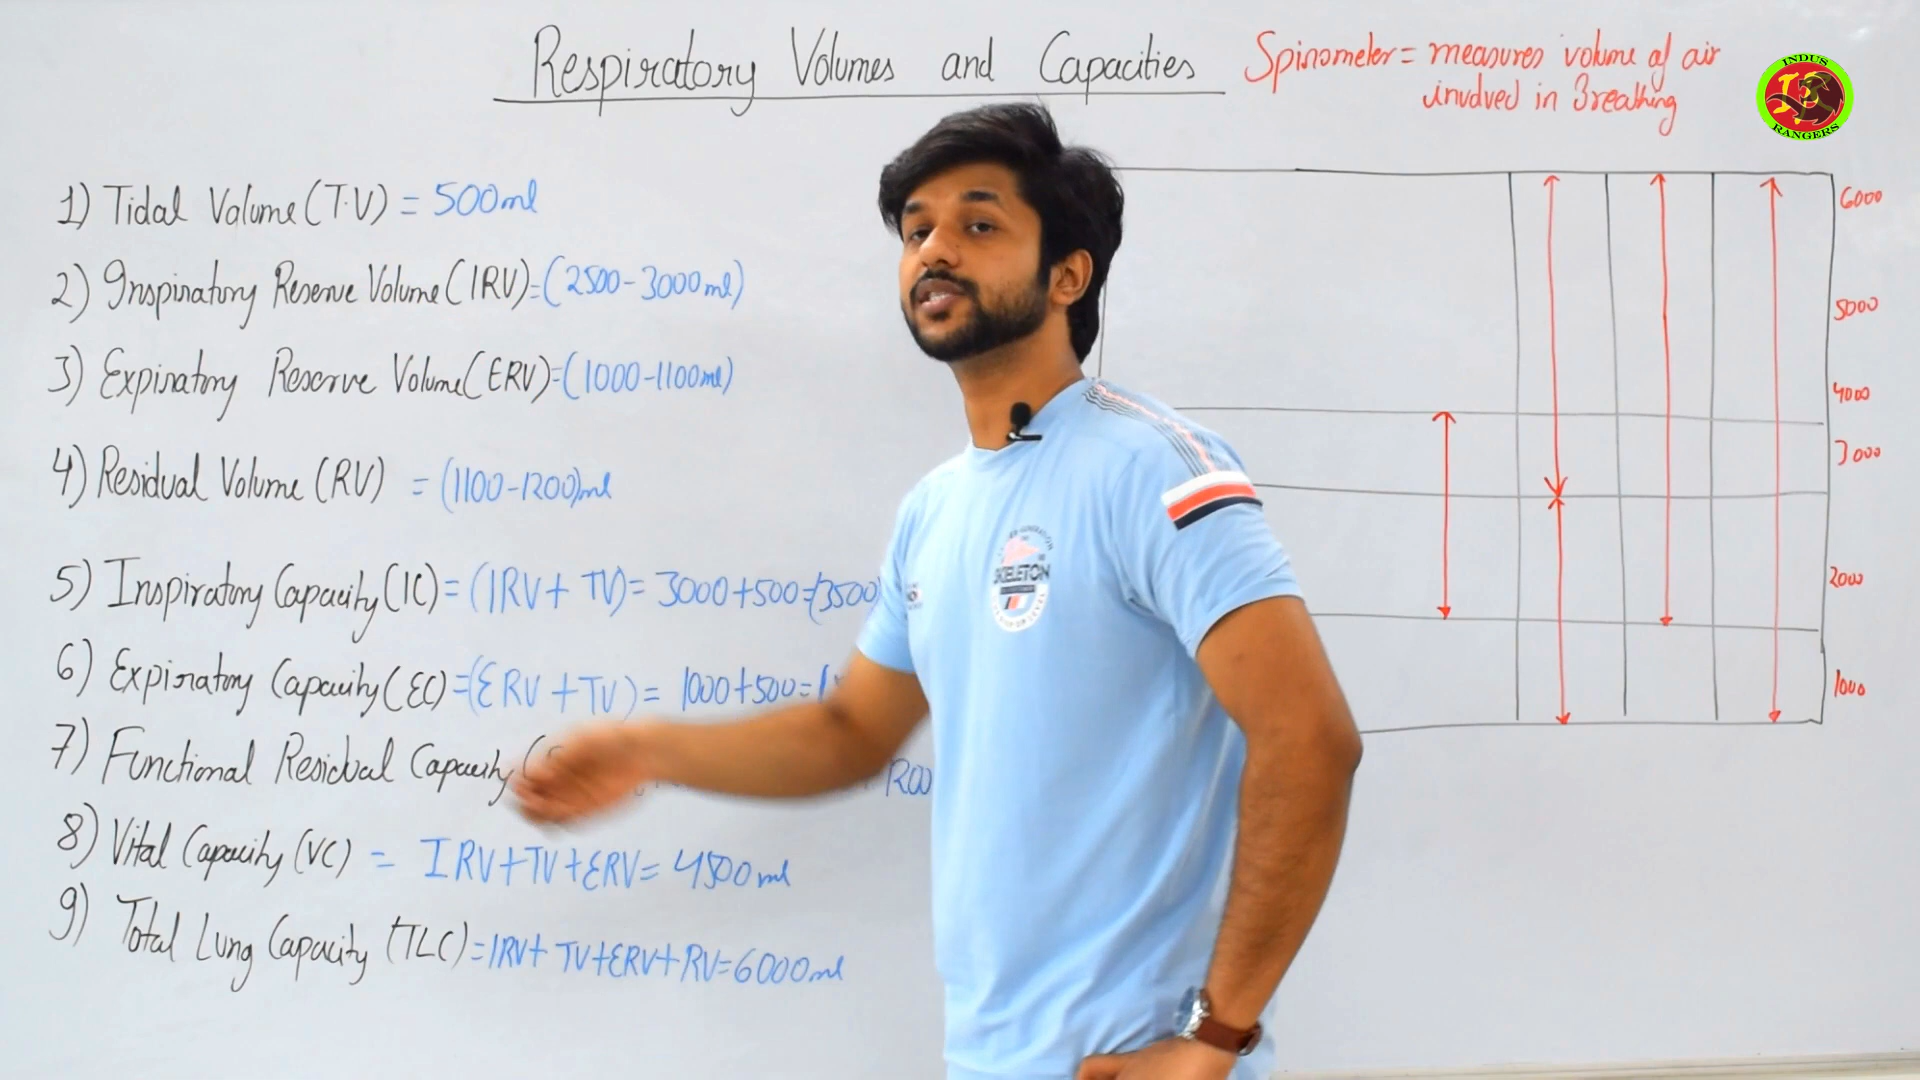 Respiratory Volumes and Capacities
Spirometer = measures volume of air
involved in Breathing
INDUS
RANGERS
1) Tidal Volume (T.V) = 500ml
2) Inspiratory Reserve Volume (IRV) = (2500-3000ml)
3) Expiratory Reserve Volume (ERV) = (1000-1100ml)
4) Residual Volume (RV) = (1100-1200)ml
5) Inspiratory Capacity (IC) = (IRV + TV) = 3000+500=(3500)
6) Expiratory Capacity (EC) = (ERV + TV) = 1000+500=
7) Functional Residual Capacity 1200
8) Vital Capacity (VC) = IRV+TV+ERV= 4500ml
9) Total Lung Capacity (TLC)=IRV+TV+ERV+RV=6000ml
6000
5000
4000
3000
2000
1000
SKELETON